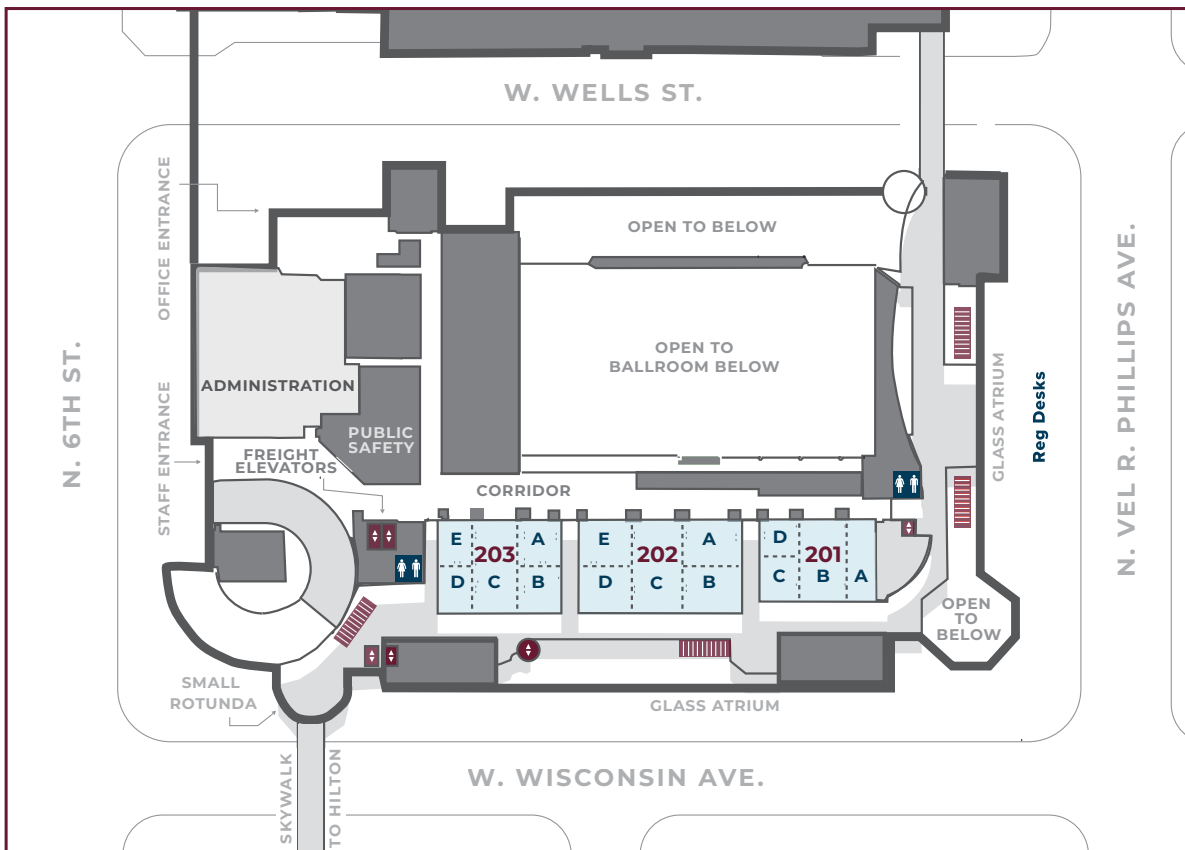 W. WELLS ST.
OFFICE ENTRANCE
OPEN TO BELOW
N. VEL R. PHILLIPS AVE.
N. 6TH ST.
OPEN TO
BALLROOM BELOW
GLASS ATRIUM
Reg Desks
ADMINISTRATION
STAFF ENTRANCE
PUBLIC
SAFETY
FREIGHT
ELEVATORS
CORRIDOR
E
203
A
D
C
B
E
202
A
D
C
B
D
201
C
B
A
OPEN
TO
BELOW
SMALL
ROTUNDA
GLASS ATRIUM
W. WISCONSIN AVE.
SKYWALK
TO HILTON